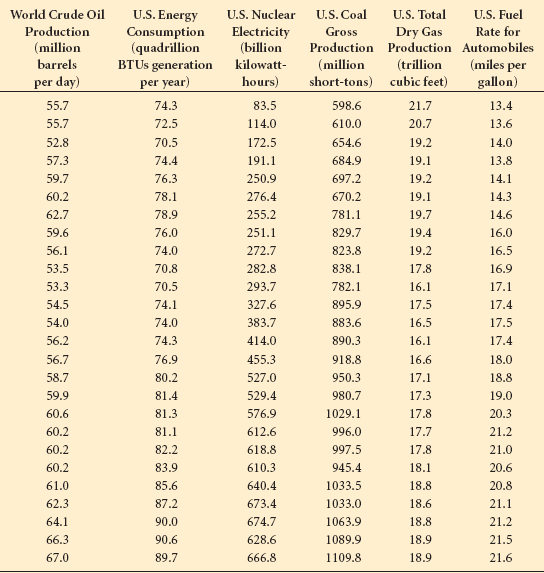 World Crude Oil U.S. Energy U.S. Nuclear U.S. Coal U.S. Total U.S. Fuel
Production Consumption Electricity Gross Dry Gas Rate for
(million (quadrillion (billion Production Production Automobiles
barrels BTUs generation kilowatt- (million (trillion (miles per
per day) per year) hours) short-tons) cubic feet) gallon)
55.7 74.3 83.5 598.6 21.7 13.4
55.7 72.5 114.0 610.0 20.7 13.6
52.8 70.5 172.5 654.6 19.2 14.0
57.3 74.4 191.1 684.9 19.1 13.8
59.7 76.3 250.9 697.2 19.2 14.1
60.2 78.1 276.4 670.2 19.1 14.3
62.7 78.9 255.2 781.1 19.7 14.6
59.6 76.0 251.1 829.7 19.4 16.0
56.1 74.0 272.7 823.8 19.2 16.5
53.5 70.8 282.8 838.1 17.8 16.9
53.3 70.5 293.7 782.1 16.1 17.1
54.5 74.1 327.6 895.9 17.5 17.4
54.0 74.0 383.7 883.6 16.5 17.5
56.2 74.3 414.0 890.3 16.1 17.4
56.7 76.9 455.3 918.8 16.6 18.0
58.7 80.2 527.0 950.3 17.1 18.8
59.9 81.4 529.4 980.7 17.3 19.0
60.6 81.3 576.9 1029.1 17.8 20.3
60.2 81.1 612.6 996.0 17.7 21.2
60.2 82.2 618.8 997.5 17.8 21.0
60.2 83.9 610.3 945.4 18.1 20.6
61.0 85.6 640.4 1033.5 18.8 20.8
62.3 87.2 673.4 1033.0 18.6 21.1
64.1 90.0 674.7 1063.9 18.8 21.2
66.3 90.6 628.6 1089.9 18.9 21.5
67.0 89.7 666.8 1109.8 18.9 21.6